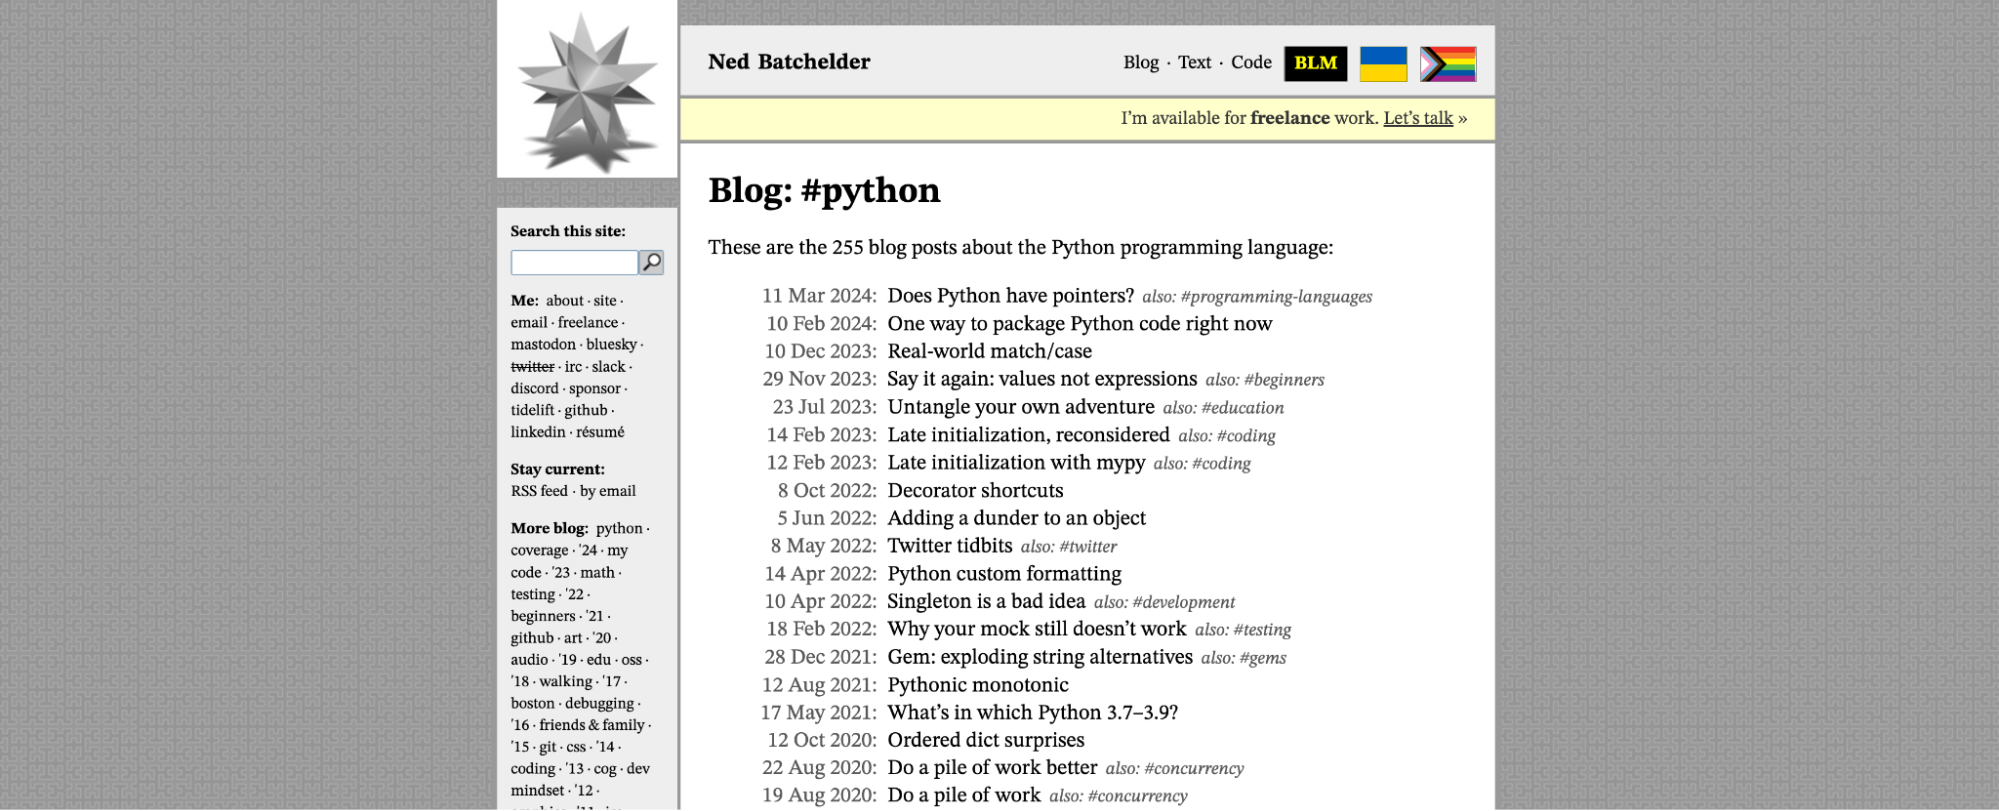 Ned Batchelder
Blog · Text · Code BLM
I'm available for freelance work. Let's talk »
Search this site:
Me: about · site ·
email · freelance ·
mastodon · bluesky ·
twitter · irc · slack ·
discord · sponsor ·
tidelift · github ·
linkedin · résumé
Stay current:
RSS feed · by email
More blog: python ·
coverage · '24 · my
code · '23 · math ·
testing · '22 ·
beginners · '21 ·
github · art · '20 ·
audio · '19 · edu · oss ·
'18 · walking · '17 ·
boston · debugging ·
'16 · friends & family ·
'15 · git · css · '14 ·
coding · '13 · cog · dev
mindset · '12 ·
Blog: #python
These are the 255 blog posts about the Python programming language:
11 Mar 2024: Does Python have pointers? also: #programming-languages
10 Feb 2024: One way to package Python code right now
10 Dec 2023: Real-world match/case
29 Nov 2023: Say it again: values not expressions also: #beginners
23 Jul 2023: Untangle your own adventure also: #education
14 Feb 2023: Late initialization, reconsidered also: #coding
12 Feb 2023: Late initialization with mypy also: #coding
8 Oct 2022: Decorator shortcuts
5 Jun 2022: Adding a dunder to an object
8 May 2022: Twitter tidbits also: #twitter
14 Apr 2022: Python custom formatting
10 Apr 2022: Singleton is a bad idea also: #development
18 Feb 2022: Why your mock still doesn't work also: #testing
28 Dec 2021: Gem: exploding string alternatives also: #gems
12 Aug 2021: Pythonic monotonic
17 May 2021: What's in which Python 3.7–3.9?
12 Oct 2020: Ordered dict surprises
22 Aug 2020: Do a pile of work better also: #concurrency
19 Aug 2020: Do a pile of work also: #concurrency